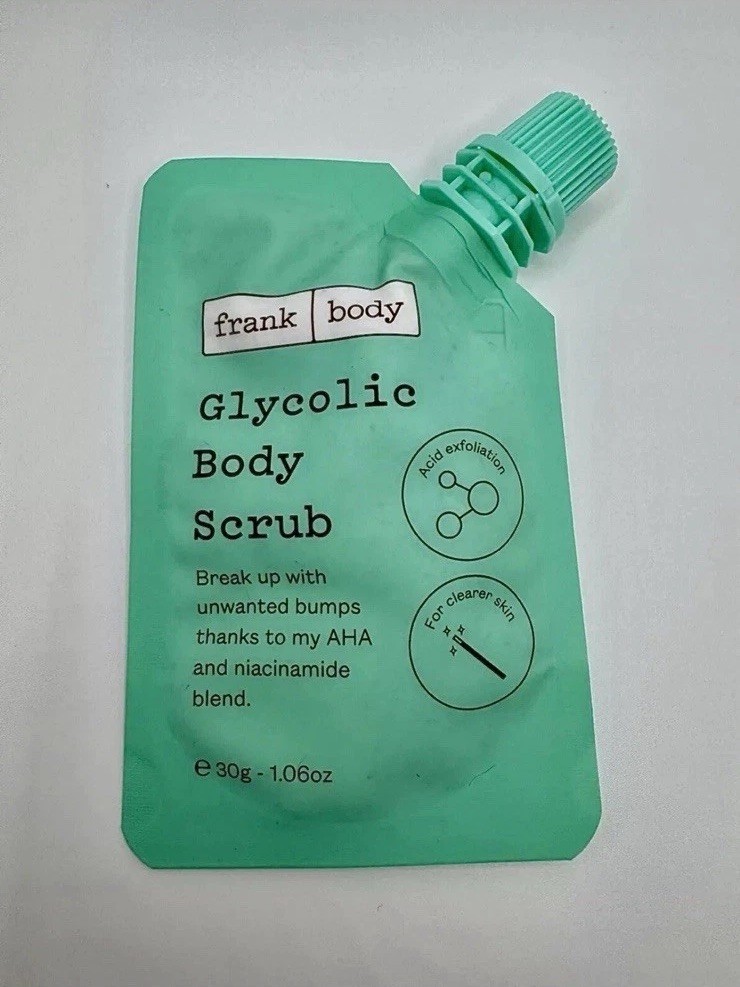 frank body
Glycolic
Body
Scrub
Acid exfoliation
Break up with
unwanted bumps
thanks to my AHA
and niacinamide
blend.
For clearer skin
℮ 30g - 1.06oz